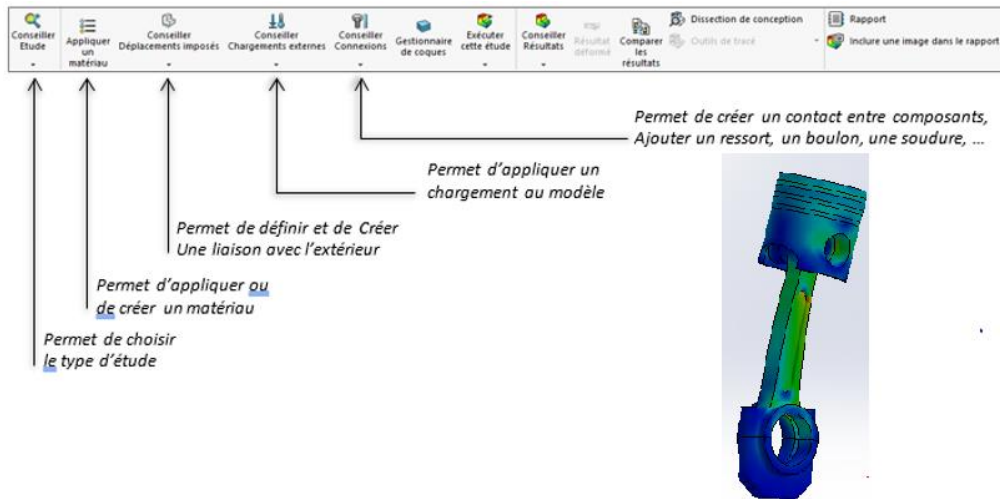 Conseiller
Etude
Appliquer
un
matériau
Conseiller
Déplacements imposés
Conseiller
Chargements externes
Conseiller
Connexions
Gestionnaire
de coques
Exécuter
cette étude
Conseiller
Résultats
Résultat
déformé
Comparer
les
résultats
Dissection de conception
Outils de tracé
Rapport
Inclure une image dans le rapport
Permet de créer un contact entre composants,
Ajouter un ressort, un boulon, une soudure, ...
Permet d'appliquer un
chargement au modèle
Permet de définir et de Créer
Une liaison avec l'extérieur
Permet d'appliquer ou
de créer un matériau
Permet de choisir
le type d'étude